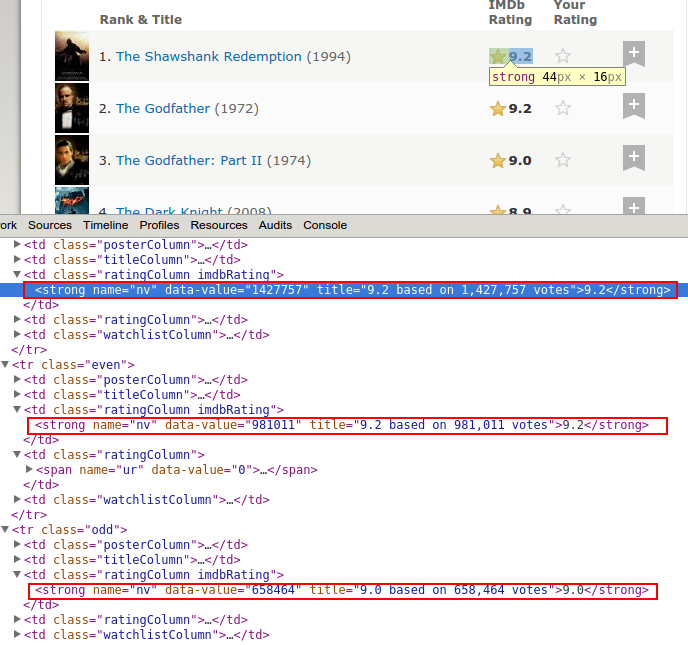 IMDb Your
Rank & Title Rating Rating
1. The Shawshank Redemption (1994) 9.2
strong 44px × 16px
2. The Godfather (1972) 9.2
3. The Godfather: Part II (1974) 9.0
4. The Dark Knight (2008) 8.9
ork Sources Timeline Profiles Resources Audits Console
<td class="posterColumn">…</td>
<td class="titleColumn">…</td>
<td class="ratingColumn imdbRating">
<strong name="nv" data-value="1427757" title="9.2 based on 1,427,757 votes">9.2</strong>
</td>
<td class="ratingColumn">…</td>
<td class="watchlistColumn">…</td>
</tr>
<tr class="even">
<td class="posterColumn">…</td>
<td class="titleColumn">…</td>
<td class="ratingColumn imdbRating">
<strong name="nv" data-value="981011" title="9.2 based on 981,011 votes">9.2</strong>
</td>
<td class="ratingColumn">
<span name="ur" data-value="0">…</span>
</td>
<td class="watchlistColumn">…</td>
</tr>
<tr class="odd">
<td class="posterColumn">…</td>
<td class="titleColumn">…</td>
<td class="ratingColumn imdbRating">
<strong name="nv" data-value="658464" title="9.0 based on 658,464 votes">9.0</strong>
</td>
<td class="ratingColumn">…</td>
<td class="watchlistColumn">…</td>